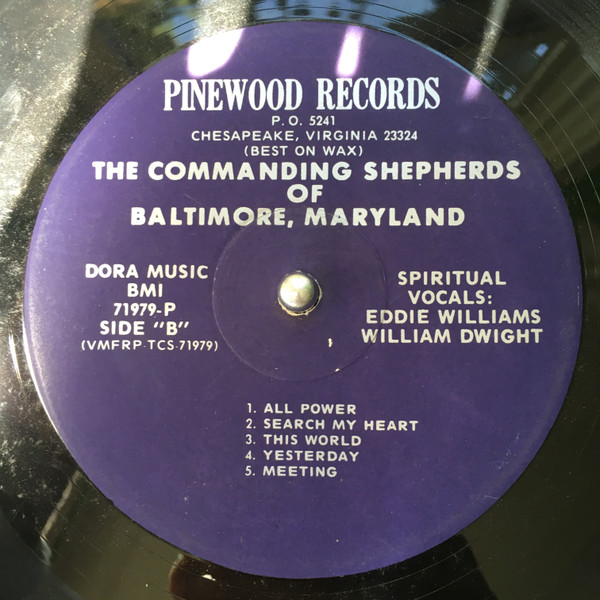 PINEWOOD RECORDS
P.O. 5241
CHESAPEAKE, VIRGINIA 23324
(BEST ON WAX)
THE COMMANDING SHEPHERDS
OF
BALTIMORE, MARYLAND
DORA MUSIC
BMI
71979-P
SIDE "B"
(VMFRP-TCS-71979)
SPIRITUAL
VOCALS:
EDDIE WILLIAMS
WILLIAM DWIGHT
1. ALL POWER
2. SEARCH MY HEART
3. THIS WORLD
4. YESTERDAY
5. MEETING